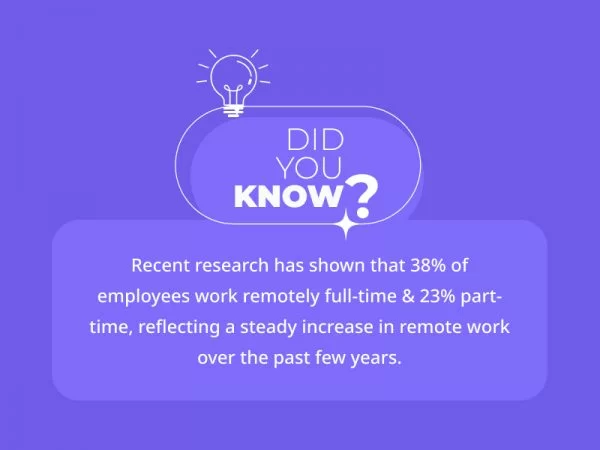 DID
YOU
KNOW?
Recent research has shown that 38% of
employees work remotely full-time & 23% part-
time, reflecting a steady increase in remote work
over the past few years.